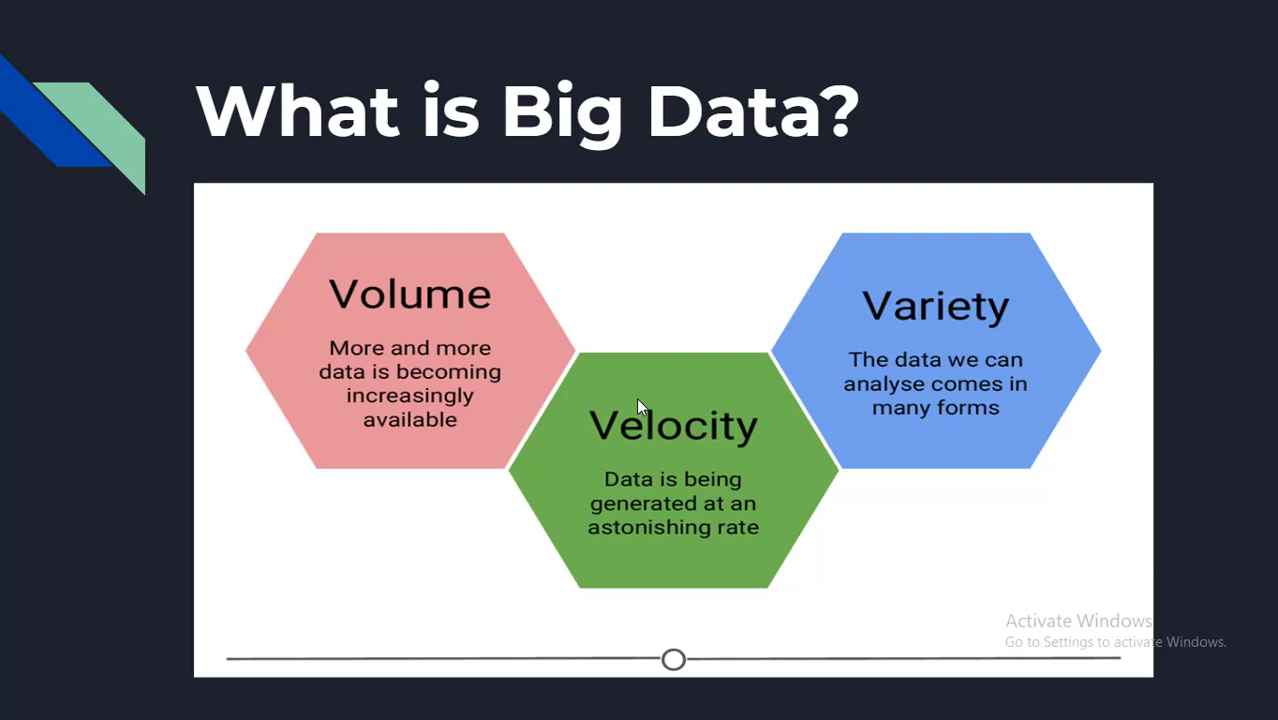 What is Big Data?
Volume
More and more
data is becoming
increasingly
available
Velocity
Data is being
generated at an
astonishing rate
Variety
The data we can
analyse comes in
many forms
Activate Windows
Go to Settings to activate Windows.